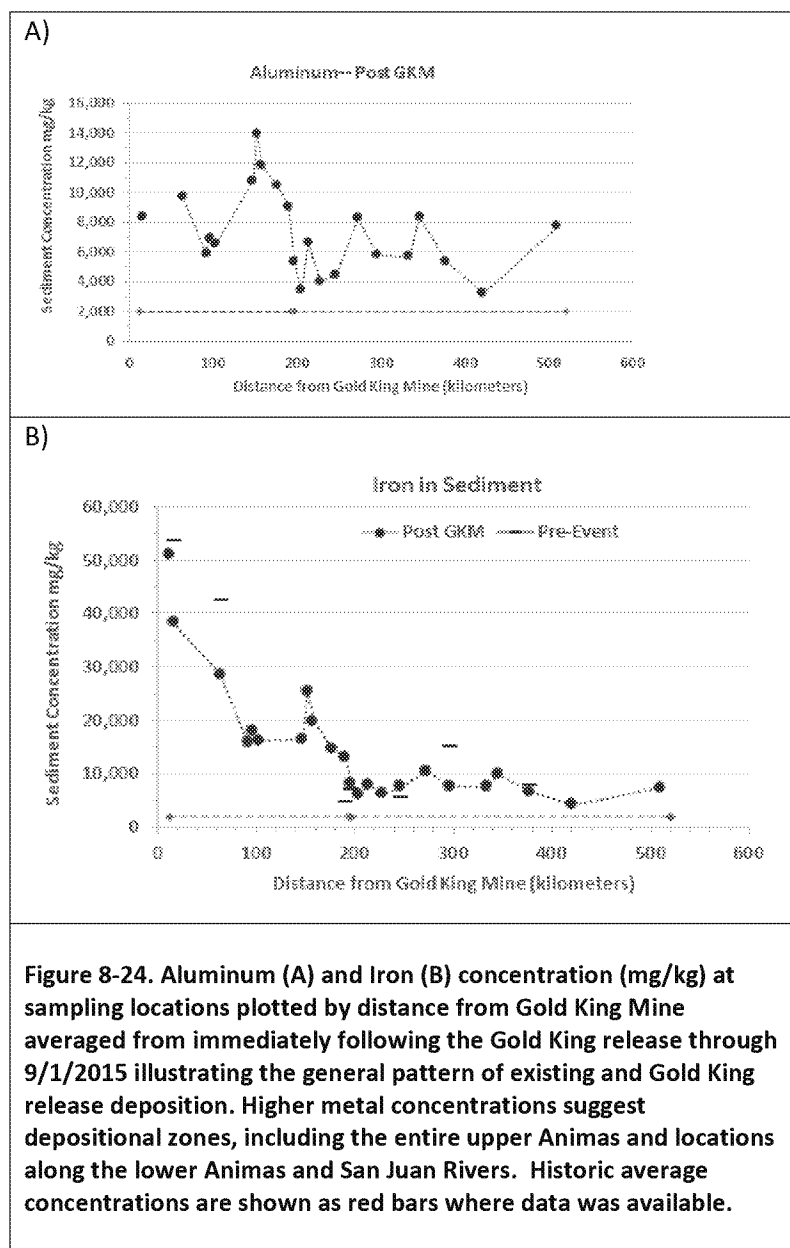 A)
Aluminum-- Post GKM
Sediment Concentration mg/kg
16,000
14,000
12,000
10,000
8,000
6,000
4,000
2,000
0
0 100 200 300 400 500 600
Distance from Gold King Mine (kilometers)
B)
Iron in Sediment
Post GKM Pre-Event
Sediment Concentration mg/kg
60,000
50,000
40,000
30,000
20,000
10,000
0
0 100 200 300 400 500 600
Distance from Gold King Mine (kilometers)
Figure 8-24. Aluminum (A) and Iron (B) concentration (mg/kg) at
sampling locations plotted by distance from Gold King Mine
averaged from immediately following the Gold King release through
9/1/2015 illustrating the general pattern of existing and Gold King
release deposition. Higher metal concentrations suggest
depositional zones, including the entire upper Animas and locations
along the lower Animas and San Juan Rivers.  Historic average
concentrations are shown as red bars where data was available.